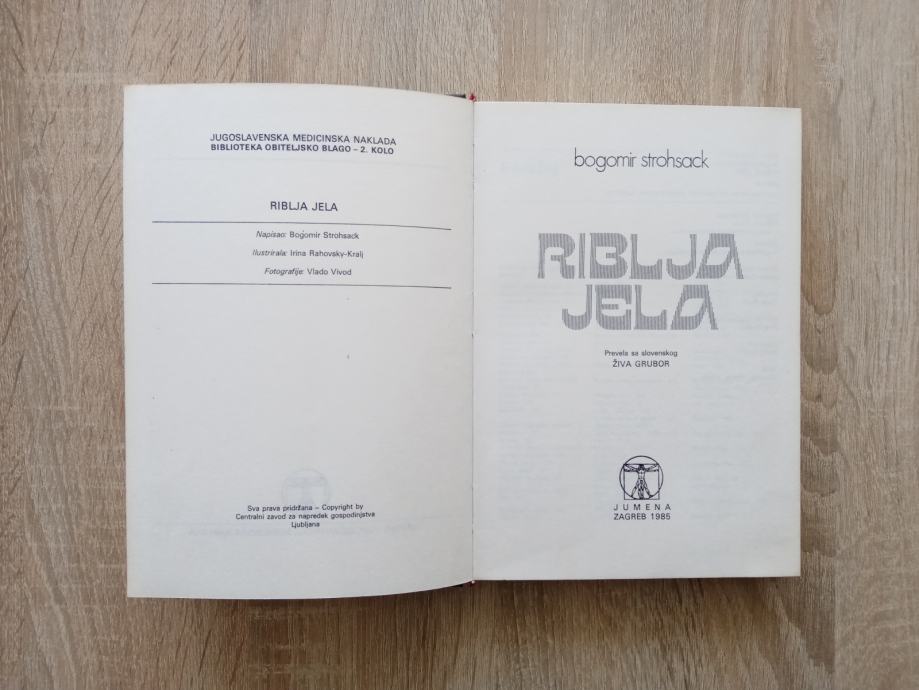 JUGOSLAVENSKA MEDICINSKA NAKLADA
BIBLIOTEKA OBITELJSKO BLAGO – 2. KOLO
RIBLJA JELA
Napisao: Bogomir Strohsack
Ilustrirala: Irina Rahovsky-Kralj
Fotografije: Vlado Vivod
Sva prava pridržana – Copyright by
Centralni zavod za napredek gospodinjstva
Ljubljana
bogomir strohsack
RIBLJA
JELA
Prevela sa slovenskog
ŽIVA GRUBOR
JUMENA
ZAGREB 1985